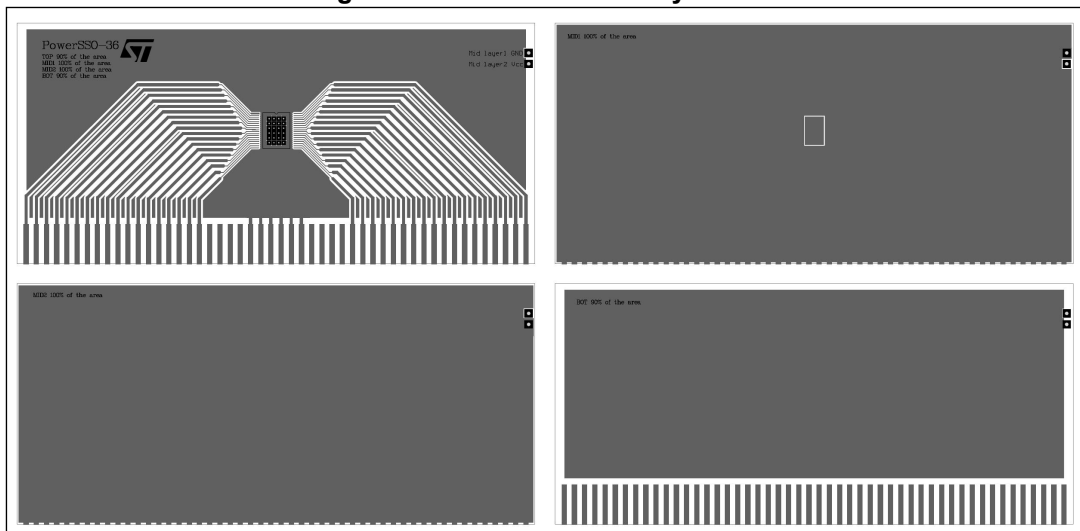 PowerSSO-36
TOP 90% of the area
MID1 100% of the area
MID2 100% of the area
BOT 90% of the area
Mid layer1 GND
Mid layer2 Vcc
MID1 100% of the area
MID2 100% of the area
BOT 90% of the area